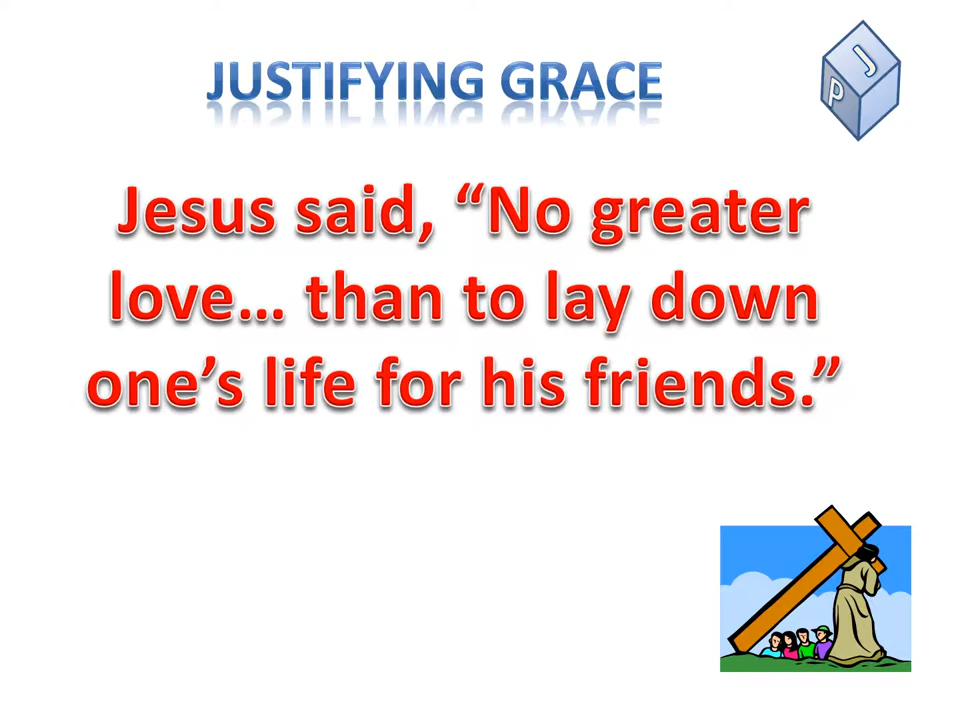 JUSTIFYING GRACE
J
P
Jesus said, “No greater
love… than to lay down
one’s life for his friends.”